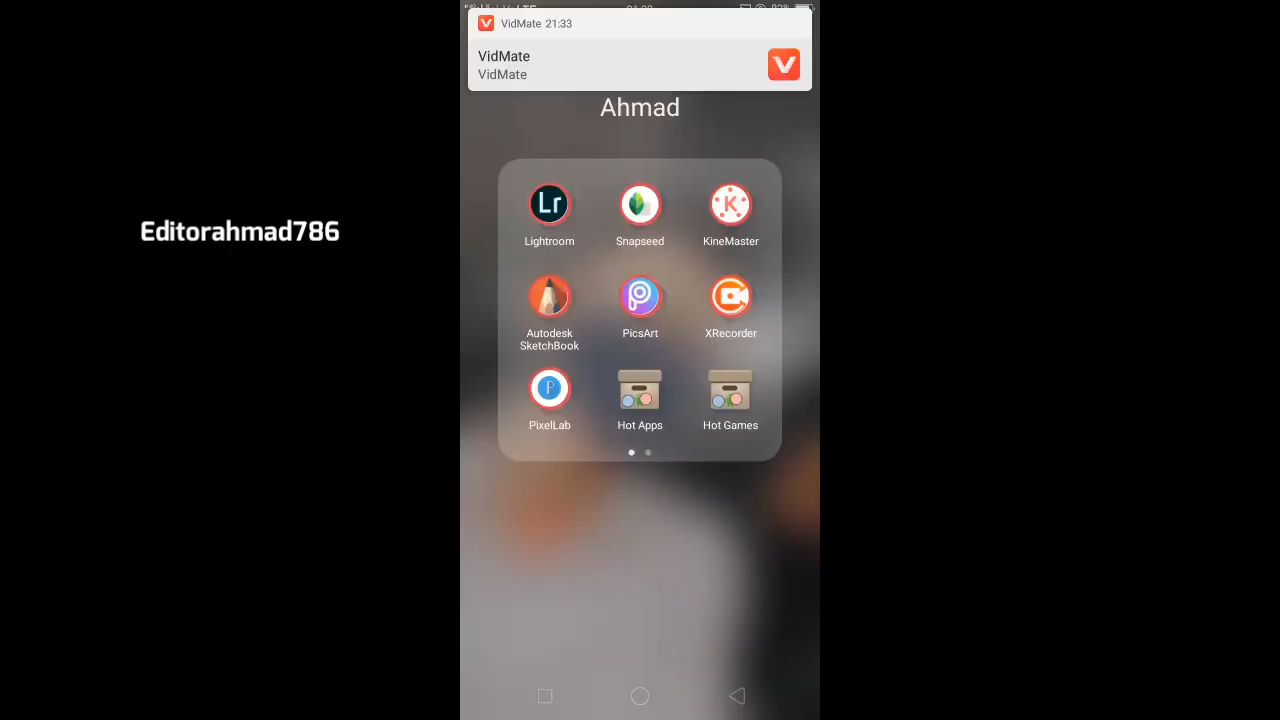 VidMate 21:33
VidMate
VidMate
Ahmad
Editorahmad786
Lr
K
Lightroom
Snapseed
KineMaster
Autodesk
SketchBook
PicsArt
XRecorder
P
PixelLab
Hot Apps
Hot Games